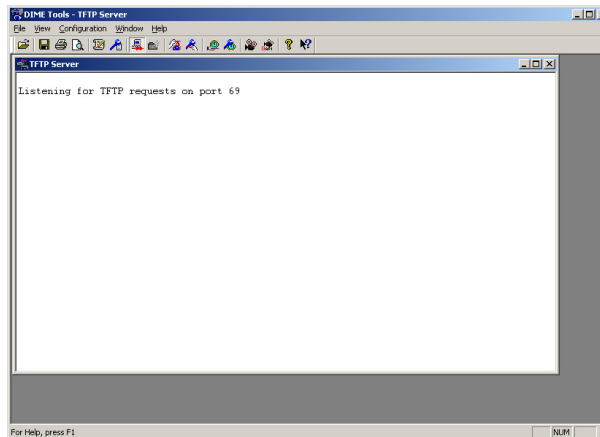 DIME Tools - TFTP Server
File View Configuration Window Help
TFTP Server
Listening for TFTP requests on port 69
For Help, press F1
NUM